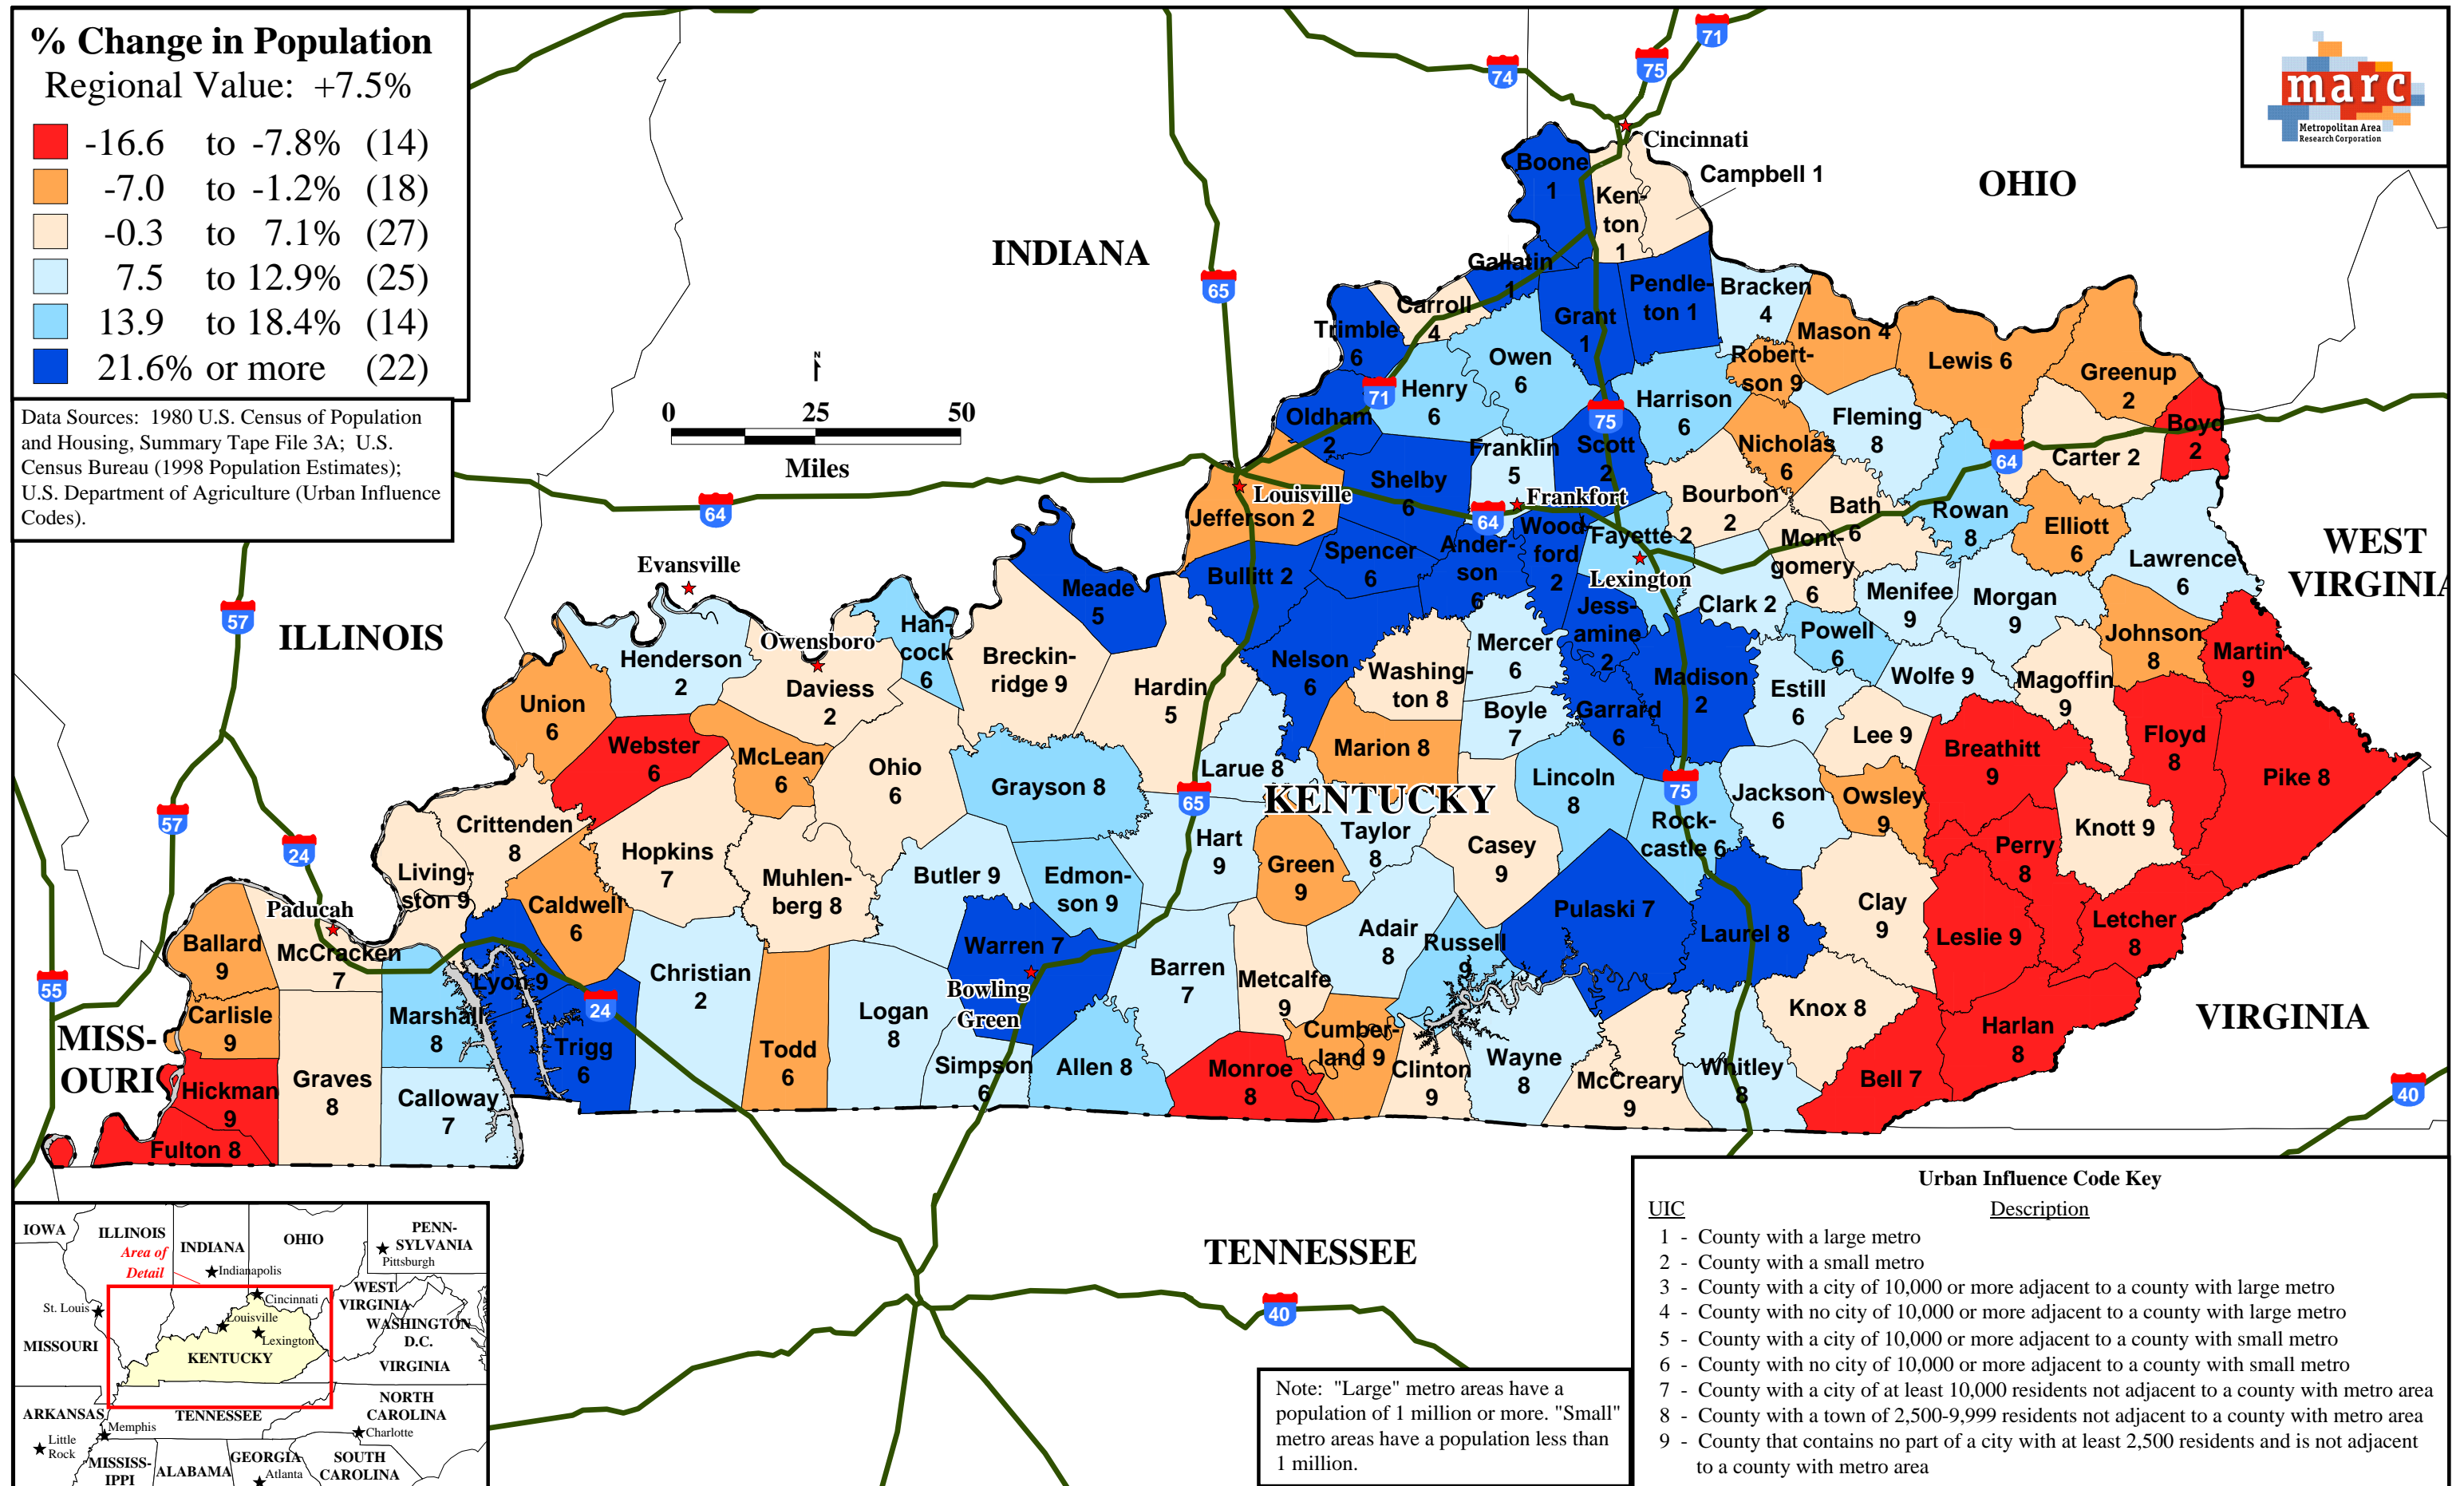 % Change in Population
Regional Value: +7.5%
-16.6 to -7.8% (14)
-7.0 to -1.2% (18)
-0.3 to 7.1% (27)
7.5 to 12.9% (25)
13.9 to 18.4% (14)
21.6% or more (22)
Data Sources: 1980 U.S. Census of Population
and Housing, Summary Tape File 3A; U.S.
Census Bureau (1998 Population Estimates);
U.S. Department of Agriculture (Urban Influence
Codes).
N
0 25 50
Miles
marc
Metropolitan Area
Research Corporation
INDIANA
OHIO
ILLINOIS
WEST
VIRGINIA
VIRGINIA
MISS-
OURI
TENNESSEE
KENTUCKY
71
75
74
65
71
75
64
64
64
57
57
24
55
24
65
75
40
40
Cincinnati
Louisville
Frankfort
Lexington
Evansville
Owensboro
Paducah
Bowling
Green
Boone
1
Ken-
ton
1
Campbell 1
Gallatin
1
Carroll
4
Trimble
6
Grant
1
Pendle-
ton 1
Bracken
4
Mason 4
Robert-
son 9
Lewis 6
Greenup
2
Boyd
2
Carter 2
Owen
6
Henry
6
Harrison
6
Oldham
2
Franklin
5
Scott
2
Nicholas
6
Fleming
8
Shelby
6
Bourbon
2
Bath
6
Rowan
8
Elliott
6
Lawrence
6
Jefferson 2
Spencer
6
Ander-
son
6
Wood
ford
2
Fayette 2
Mont-
gomery
6
Clark 2
Menifee
9
Morgan
9
Bullitt 2
Meade
5
Jess-
amine
2
Powell
6
Johnson
8
Martin
9
Han-
cock
6
Breckin-
ridge 9
Hardin
5
Nelson
6
Washing-
ton 8
Mercer
6
Madison
2
Estill
6
Wolfe 9
Magoffin
9
Henderson
2
Daviess
2
Union
6
Webster
6
McLean
6
Ohio
6
Grayson 8
Larue 8
Marion 8
Boyle
7
Garrard
6
Lee 9
Breathitt
9
Floyd
8
Pike 8
Lincoln
8
Rock-
castle 6
Jackson
6
Owsley
9
Perry
8
Knott 9
Crittenden
8
Living-
ston 9
Hopkins
7
Muhlen-
berg 8
Butler 9
Edmon-
son 9
Hart
9
Green
9
Taylor
8
Casey
9
Clay
9
Leslie 9
Letcher
8
Caldwell
6
Ballard
9
McCracken
7
Lyon 9
Christian
2
Warren 7
Barren
7
Metcalfe
9
Adair
8
Russell
9
Pulaski 7
Laurel 8
Knox 8
Harlan
8
Carlisle
9
Marshall
8
Trigg
6
Todd
6
Logan
8
Simpson
6
Allen 8
Monroe
8
Cumber-
land 9
Clinton
9
Wayne
8
McCreary
9
Whitley
8
Bell 7
Hickman
9
Graves
8
Calloway
7
Fulton 8
IOWA
ILLINOIS
INDIANA
OHIO
PENN-
SYLVANIA
Pittsburgh
Area of
Detail
Indianapolis
WEST
VIRGINIA
WASHINGTON
D.C.
St. Louis
Cincinnati
Louisville
Lexington
MISSOURI
KENTUCKY
VIRGINIA
NORTH
CAROLINA
ARKANSAS
TENNESSEE
Memphis
Charlotte
Little
Rock
MISSISS-
IPPI
ALABAMA
GEORGIA
Atlanta
SOUTH
CAROLINA
Note: "Large" metro areas have a
population of 1 million or more. "Small"
metro areas have a population less than
1 million.
Urban Influence Code Key
UIC Description
1 - County with a large metro
2 - County with a small metro
3 - County with a city of 10,000 or more adjacent to a county with large metro
4 - County with no city of 10,000 or more adjacent to a county with large metro
5 - County with a city of 10,000 or more adjacent to a county with small metro
6 - County with no city of 10,000 or more adjacent to a county with small metro
7 - County with a city of at least 10,000 residents not adjacent to a county with metro area
8 - County with a town of 2,500-9,999 residents not adjacent to a county with metro area
9 - County that contains no part of a city with at least 2,500 residents and is not adjacent
to a county with metro area